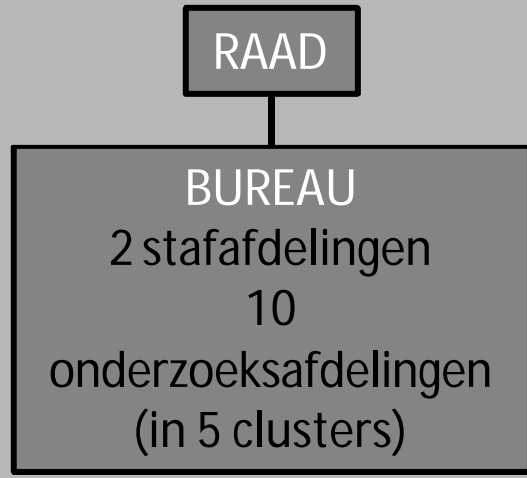 RAAD
BUREAU
2 stafafdelingen
10
onderzoeksafdelingen
(in 5 clusters)